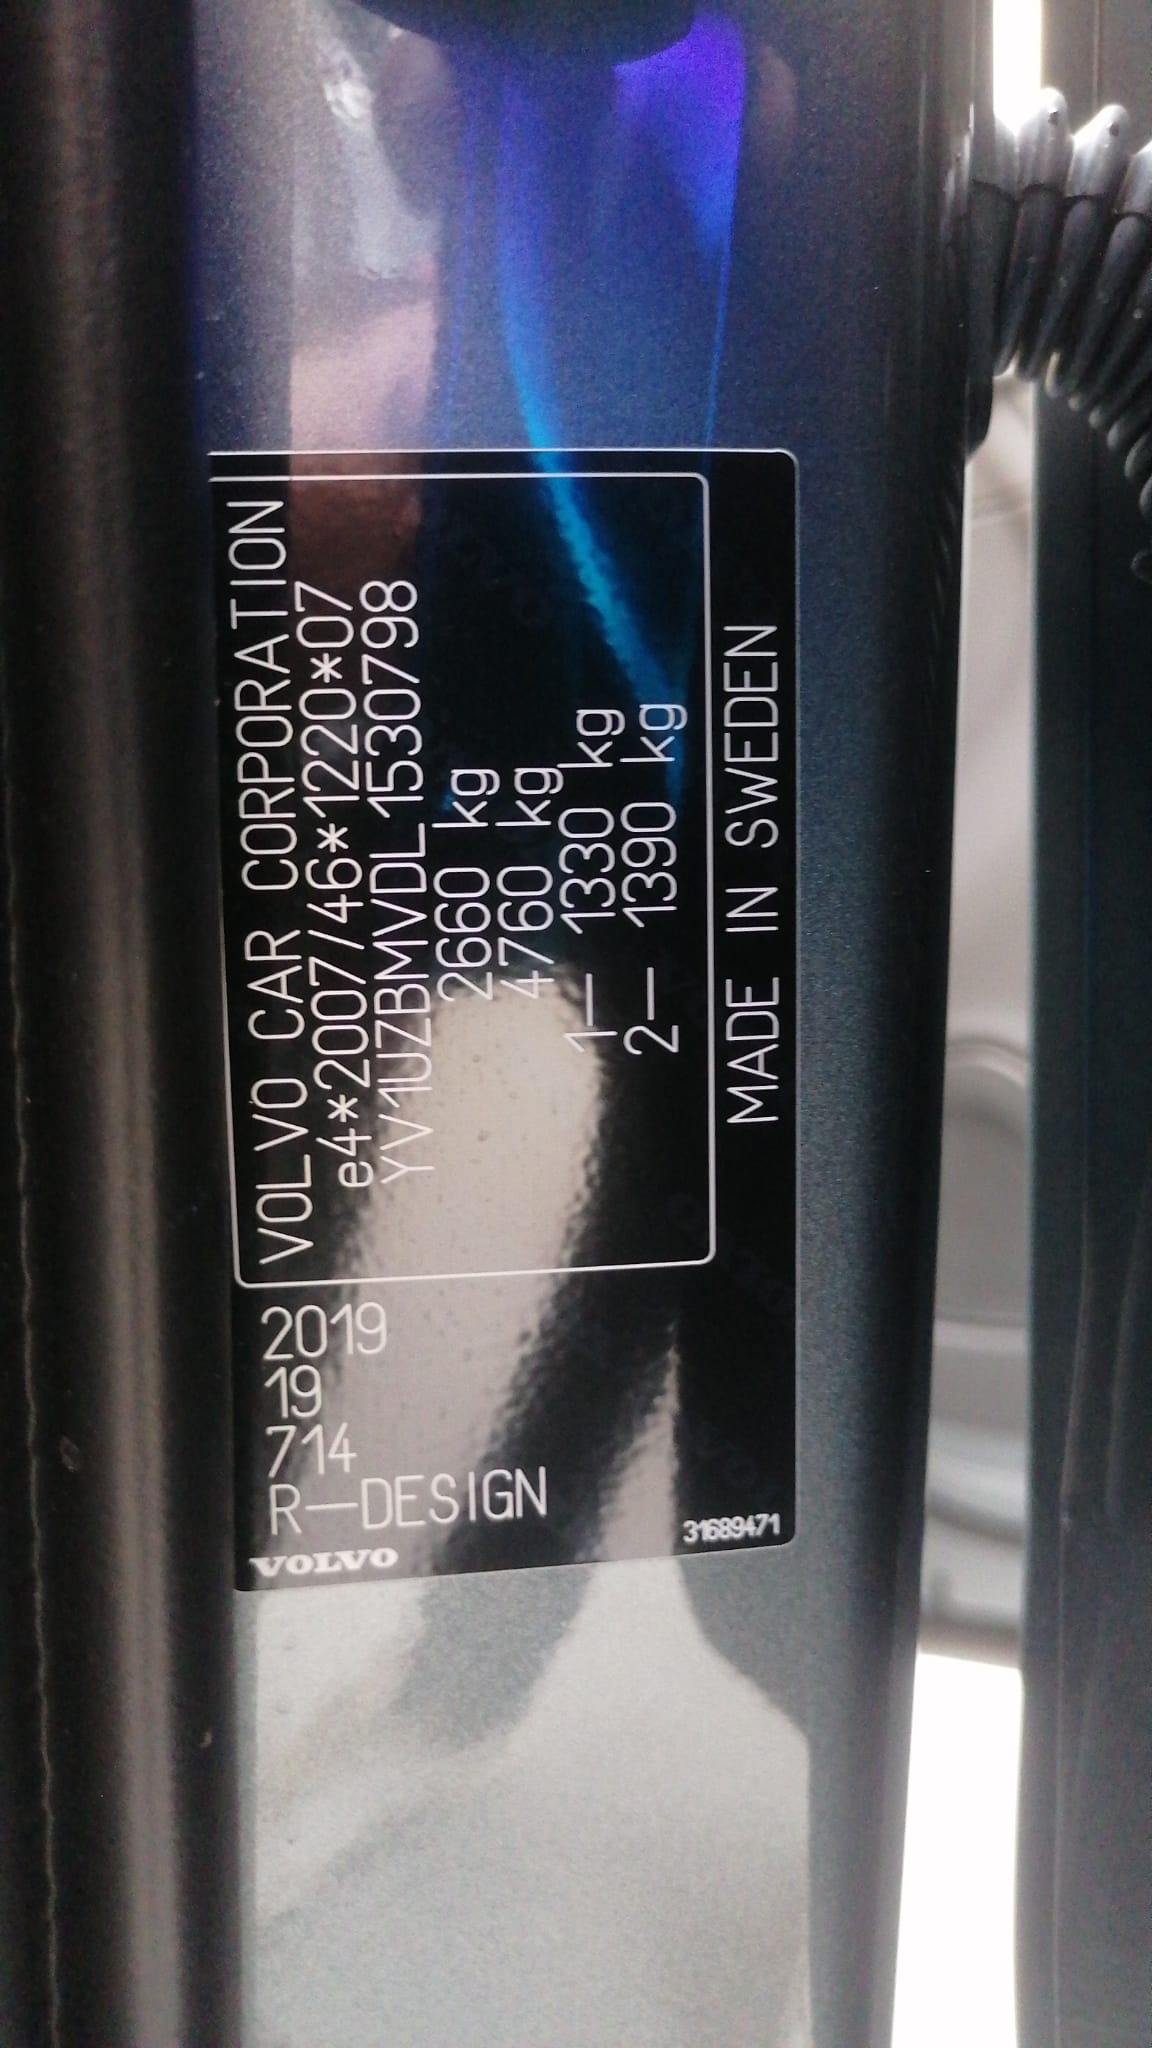 VOLVO CAR CORPORATION
e4*2007/46*1220*07
YV1UZBMVDL1530798
2660 kg
4760 kg
1— 1330 kg
2— 1390 kg
MADE IN SWEDEN
2019
19
714
R—DESIGN
VOLVO
31689471